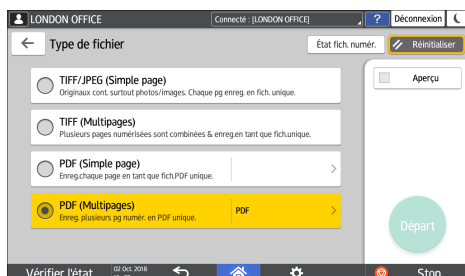 LONDON OFFICE
Connecté : [LONDON OFFICE]
?
Déconnexion
Type de fichier
État fich. numér.
Réinitialiser
TIFF/JPEG (Simple page)
Originaux cont. surtout photos/images. Chaque pg enreg. en fich. unique.
Aperçu
TIFF (Multipages)
Plusieurs pages numérisées sont combinées & enreg.en tant que fich.unique.
PDF (Simple page)
Enreg.chaque page en tant que fich.PDF unique.
PDF (Multipages)
Enreg. plusieurs pg numér. en PDF unique.
PDF
Départ
Vérifier l'état
02 Oct. 2018
Stop